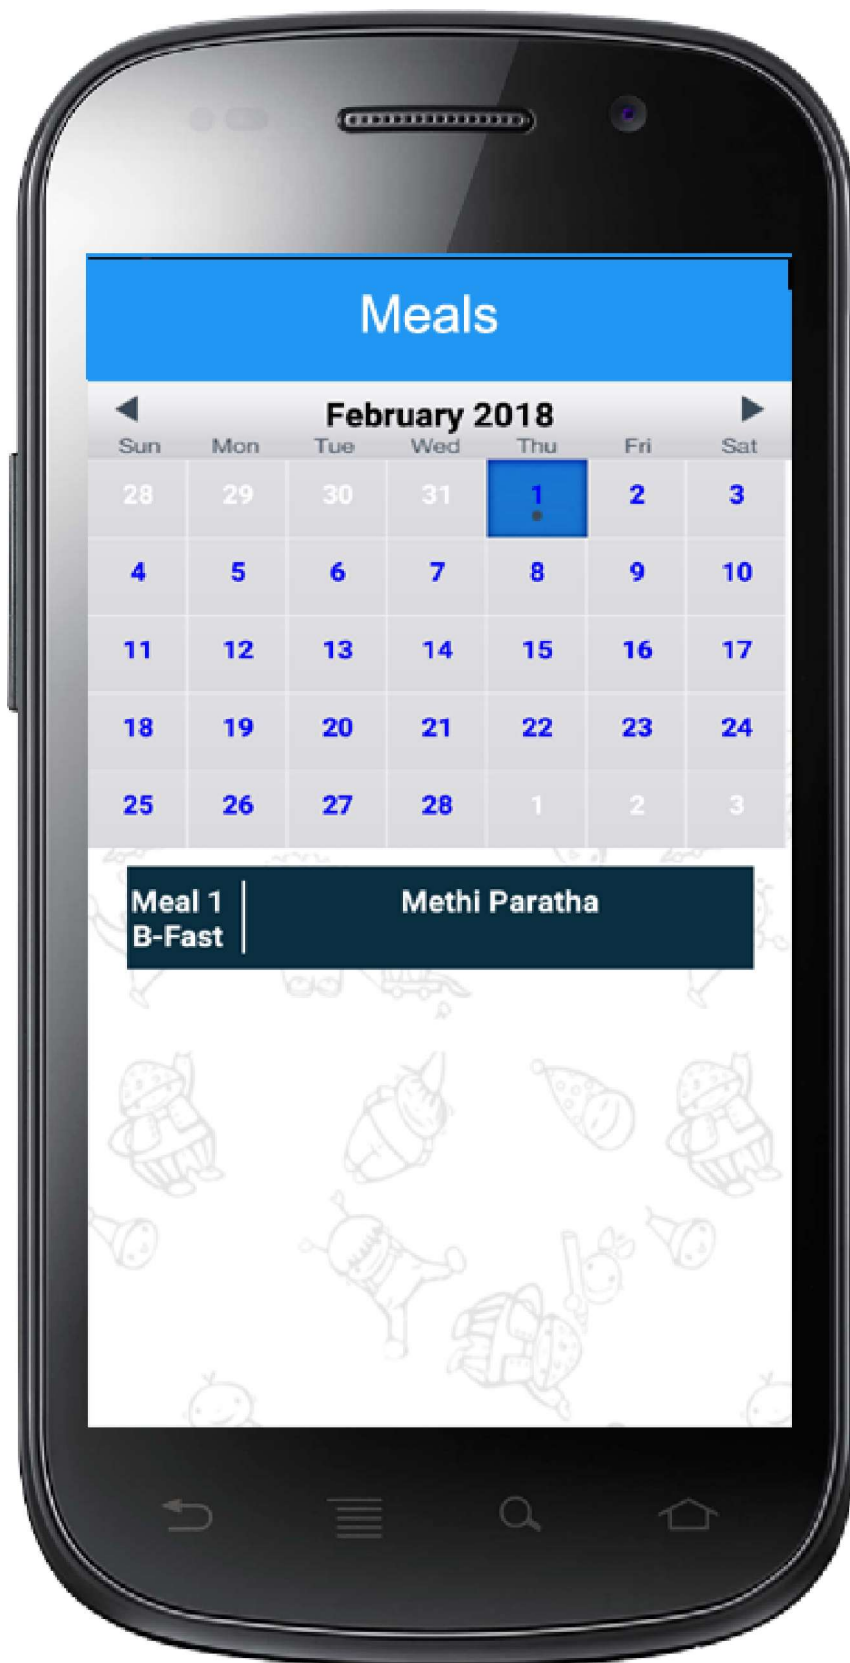 Meals
February 2018
Sun Mon Tue Wed Thu Fri Sat
28 29 30 31 1 2 3
4 5 6 7 8 9 10
11 12 13 14 15 16 17
18 19 20 21 22 23 24
25 26 27 28 1 2 3
Meal 1 Methi Paratha
B-Fast